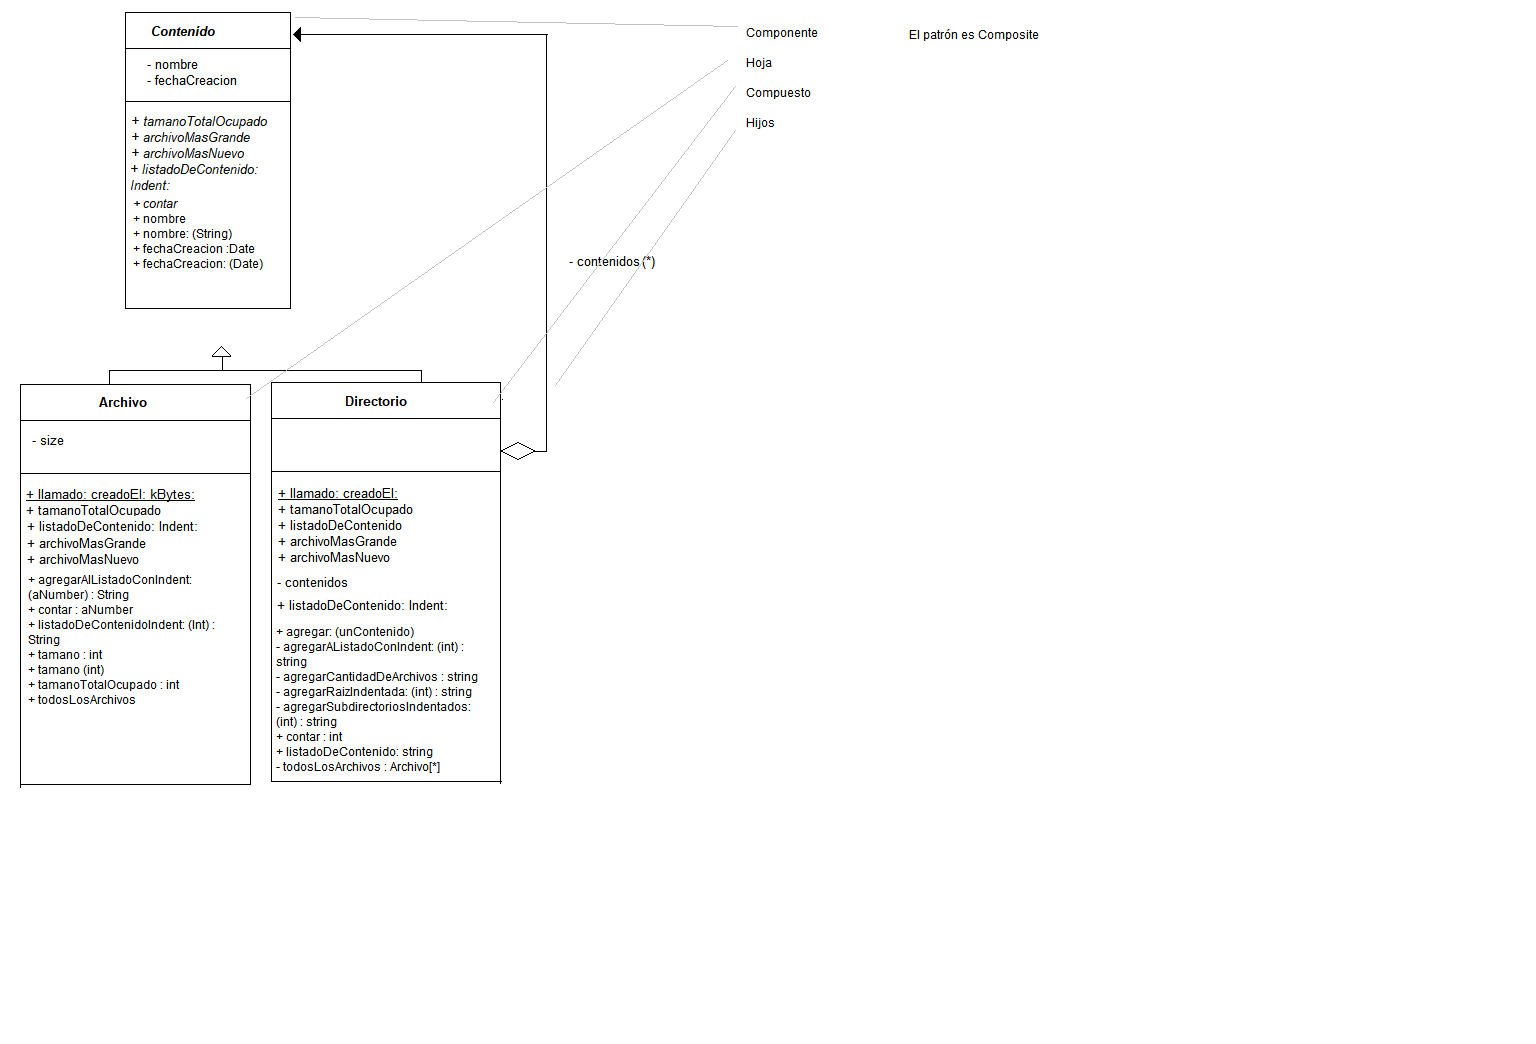 Contenido
- nombre
- fechaCreacion
+ tamanoTotalOcupado
+ archivoMasGrande
+ archivoMasNuevo
+ listadoDeContenido:
Indent:
+ contar
+ nombre
+ nombre: (String)
+ fechaCreacion :Date
+ fechaCreacion: (Date)
Componente
Hoja
Compuesto
Hijos
El patrón es Composite
- contenidos (*)
Archivo
- size
+ llamado: creadoEl: kBytes:
+ tamanoTotalOcupado
+ listadoDeContenido: Indent:
+ archivoMasGrande
+ archivoMasNuevo
+ agregarAlListadoConIndent:
(aNumber) : String
+ contar : aNumber
+ listadoDeContenidoIndent: (Int) :
String
+ tamano : int
+ tamano (int)
+ tamanoTotalOcupado : int
+ todosLosArchivos
Directorio
+ llamado: creadoEl:
+ tamanoTotalOcupado
+ listadoDeContenido
+ archivoMasGrande
+ archivoMasNuevo
- contenidos
+ listadoDeContenido: Indent:
+ agregar: (unContenido)
- agregarAListadoConIndent: (int) :
string
- agregarCantidadDeArchivos : string
- agregarRaizIndentada: (int) : string
- agregarSubdirectoriosIndentados:
(int) : string
+ contar : int
+ listadoDeContenido: string
- todosLosArchivos : Archivo[*]